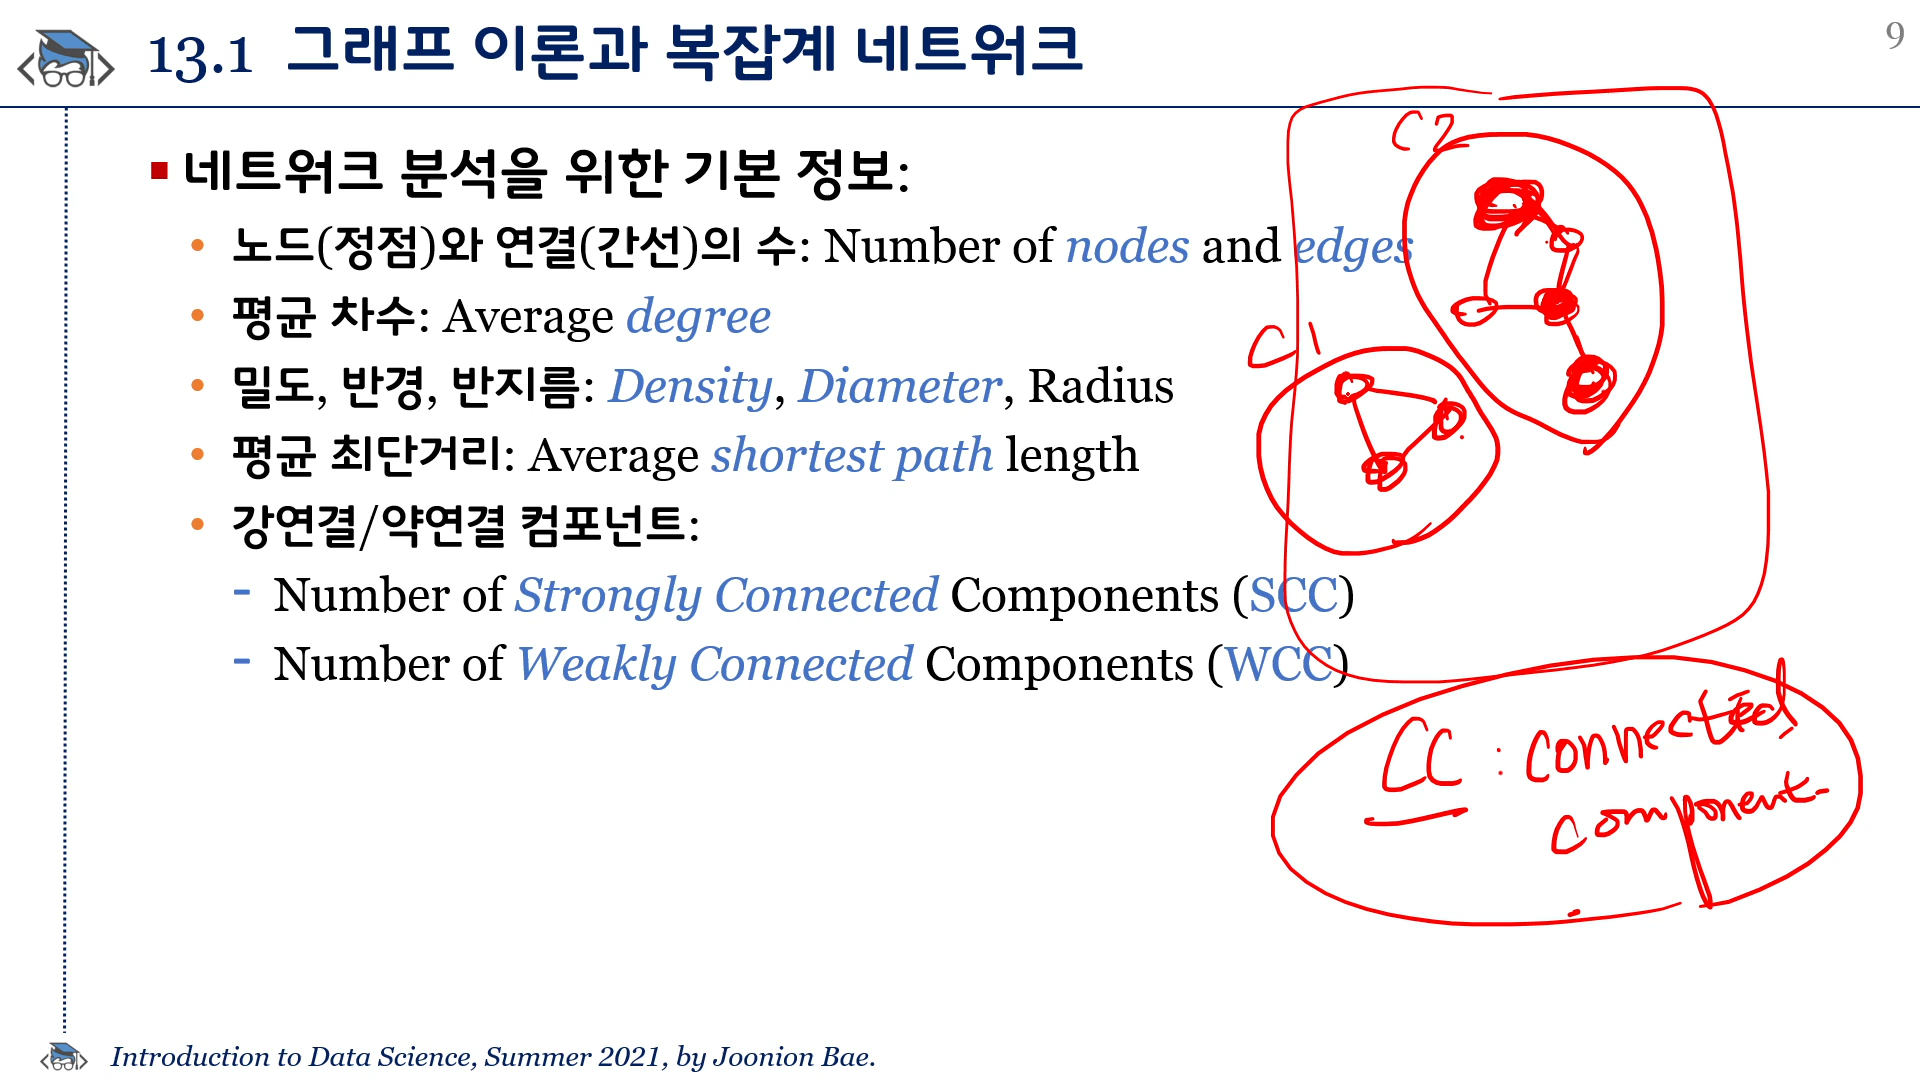 13.1 그래프 이론과 복잡계 네트워크
9
네트워크 분석을 위한 기본 정보:
노드(정점)와 연결(간선)의 수: Number of nodes and edges
평균 차수: Average degree
밀도, 반경, 반지름: Density, Diameter, Radius
평균 최단거리: Average shortest path length
강연결/약연결 컴포넌트:
- Number of Strongly Connected Components (SCC)
- Number of Weakly Connected Components (WCC)
C2
C1
CC : connected
component
Introduction to Data Science, Summer 2021, by Joonion Bae.